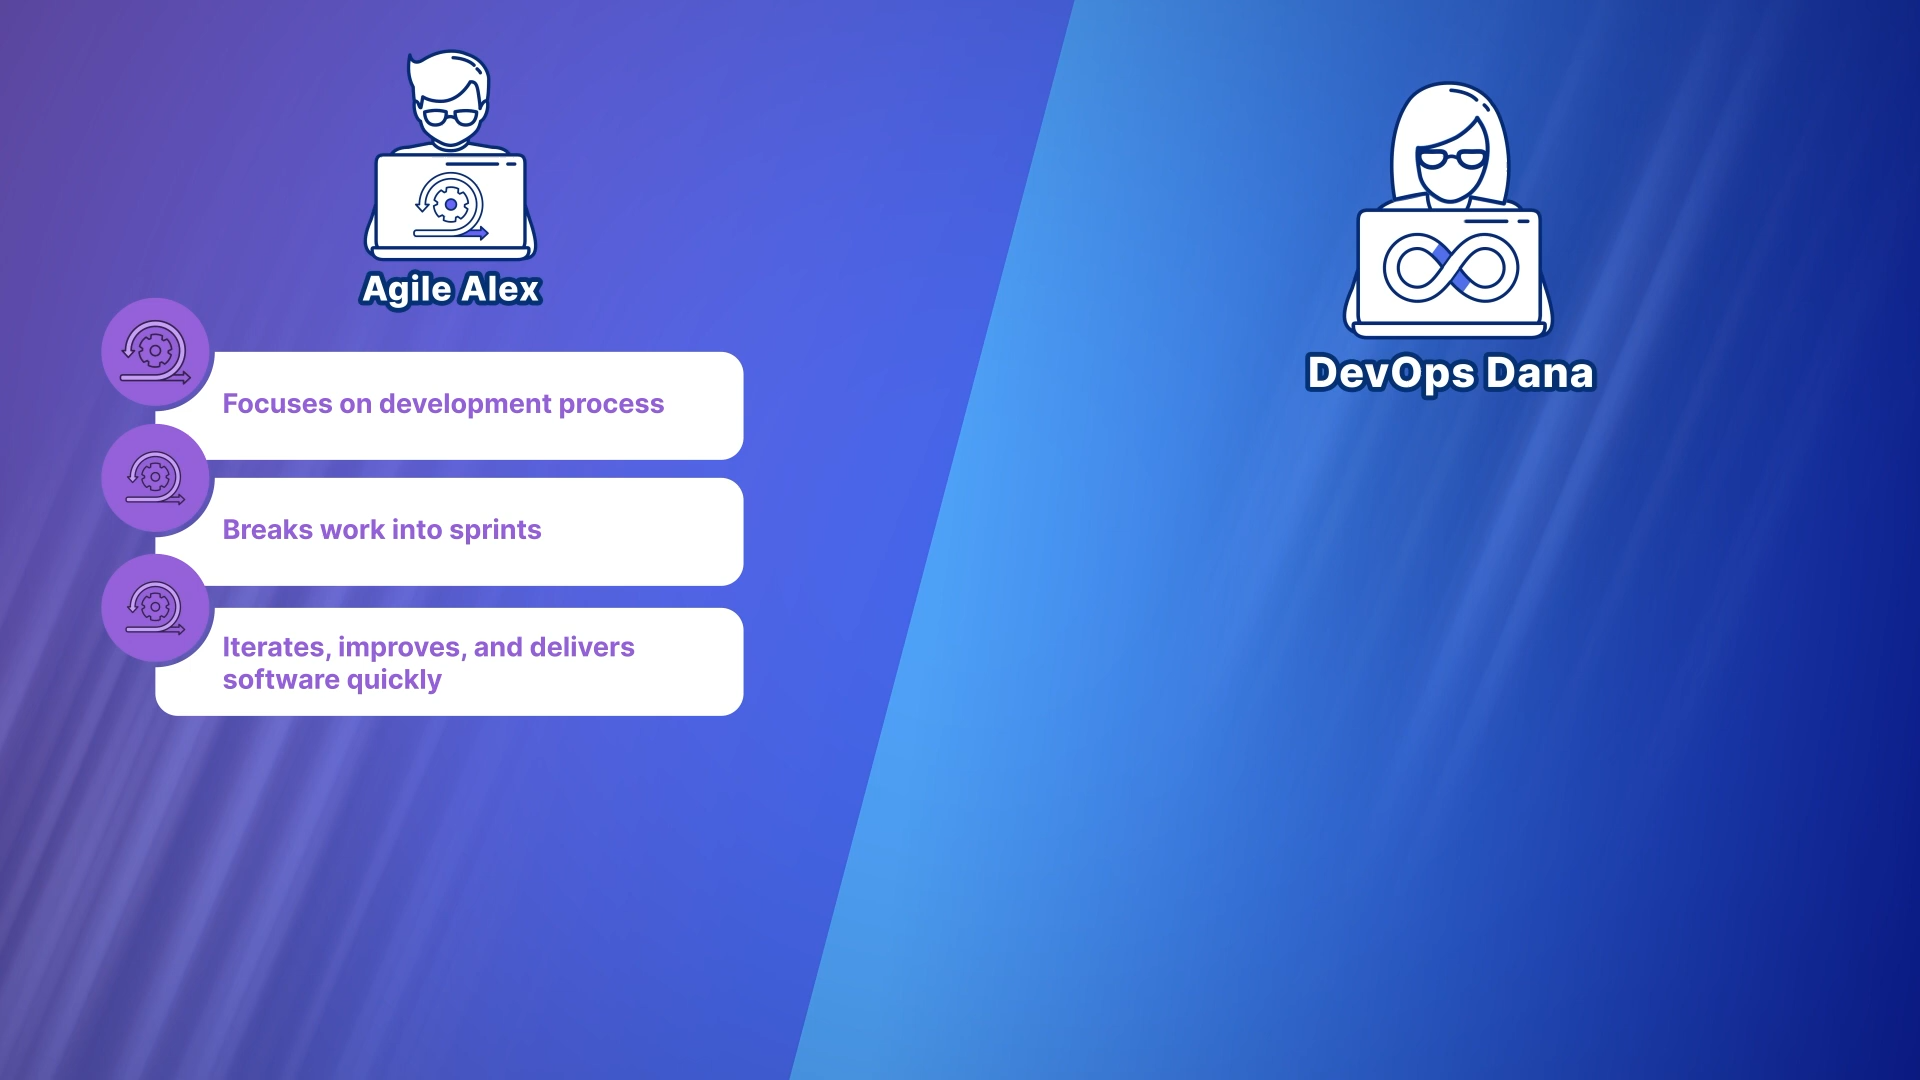 Agile Alex
Focuses on development process
Breaks work into sprints
Iterates, improves, and delivers
software quickly
DevOps Dana